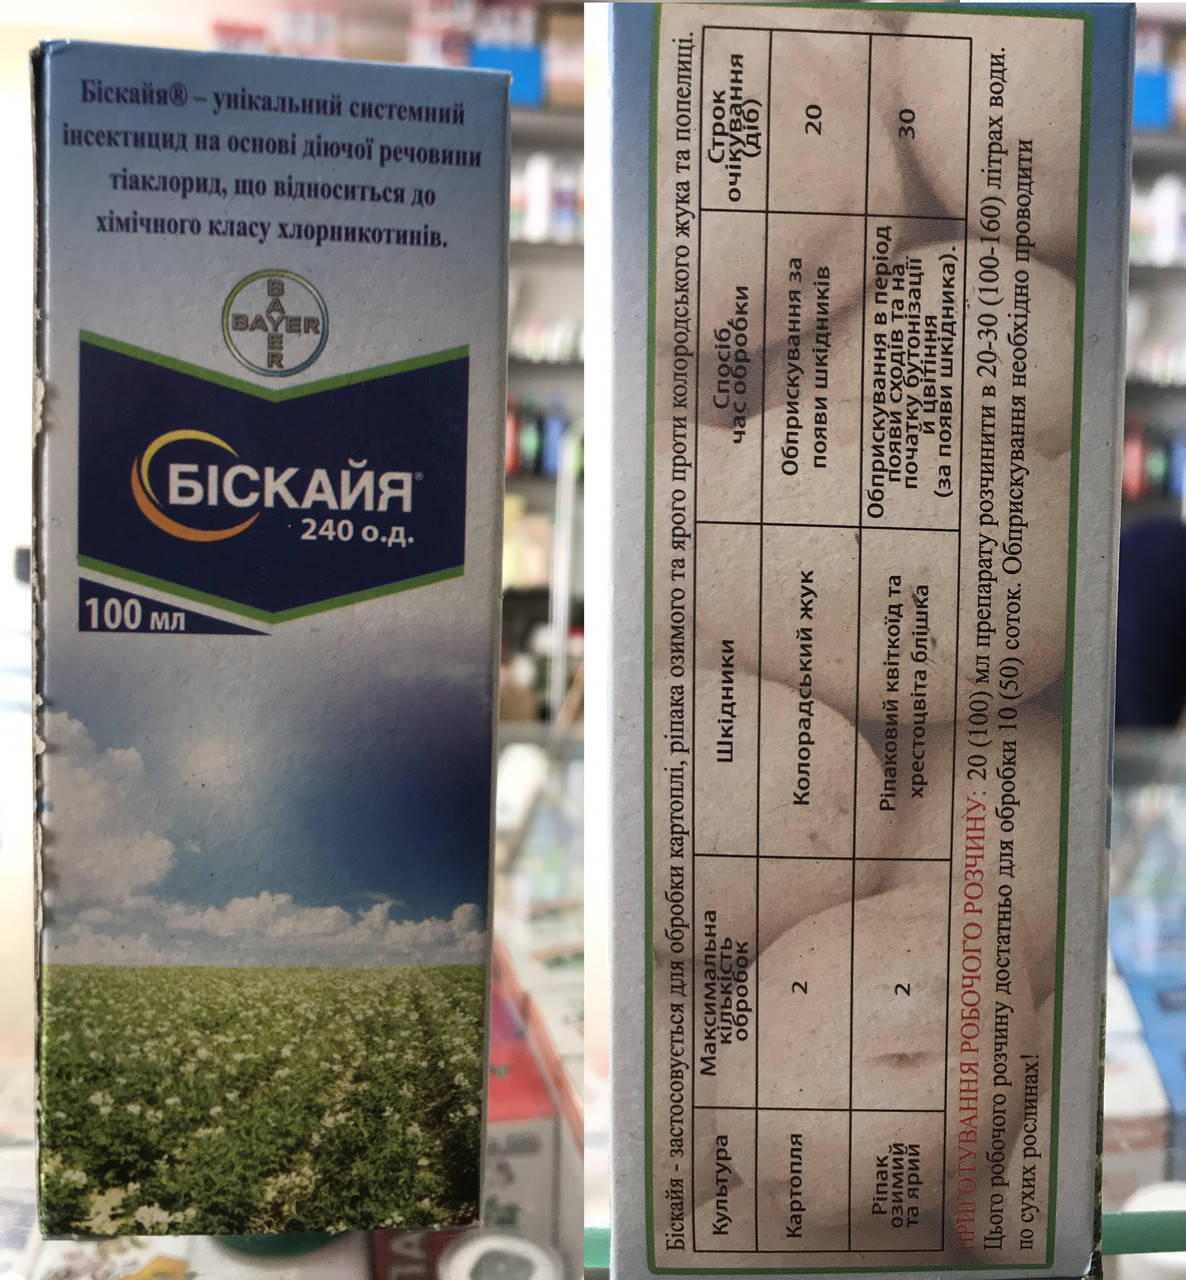 Біскайя® – унікальний системний
інсектицид на основі діючої речовини
тіаклорид, що відноситься до
хімічного класу хлорникотинів.
BAYER
BAYER
БІСКАЙЯ®
240 о.д.
100 мл
Біскайя - застосовується для обробки картоплі, ріпака озимого та ярого проти колородського жука та попелиці.
Культура
Максимальна
кількість
обробок
Шкідники
Спосіб,
час обробки
Строк
очікування
(діб)
Картопля
2
Колорадський жук
Обприскування за
появи шкідників
20
Ріпак
озимий
та ярий
2
Ріпаковий квіткоїд та
хрестоцвіта блішка
Обприскування в період
появи сходів та на
початку бутонізації
й цвітіння
(за появи шкідника).
30
ПРИГОТУВАННЯ РОБОЧОГО РОЗЧИНУ: 20 (100) мл препарату розчинити в 20-30 (100-160) літрах води.
Цього робочого розчину достатньо для обробки 10 (50) соток. Обприскування необхідно проводити
по сухих рослинах!